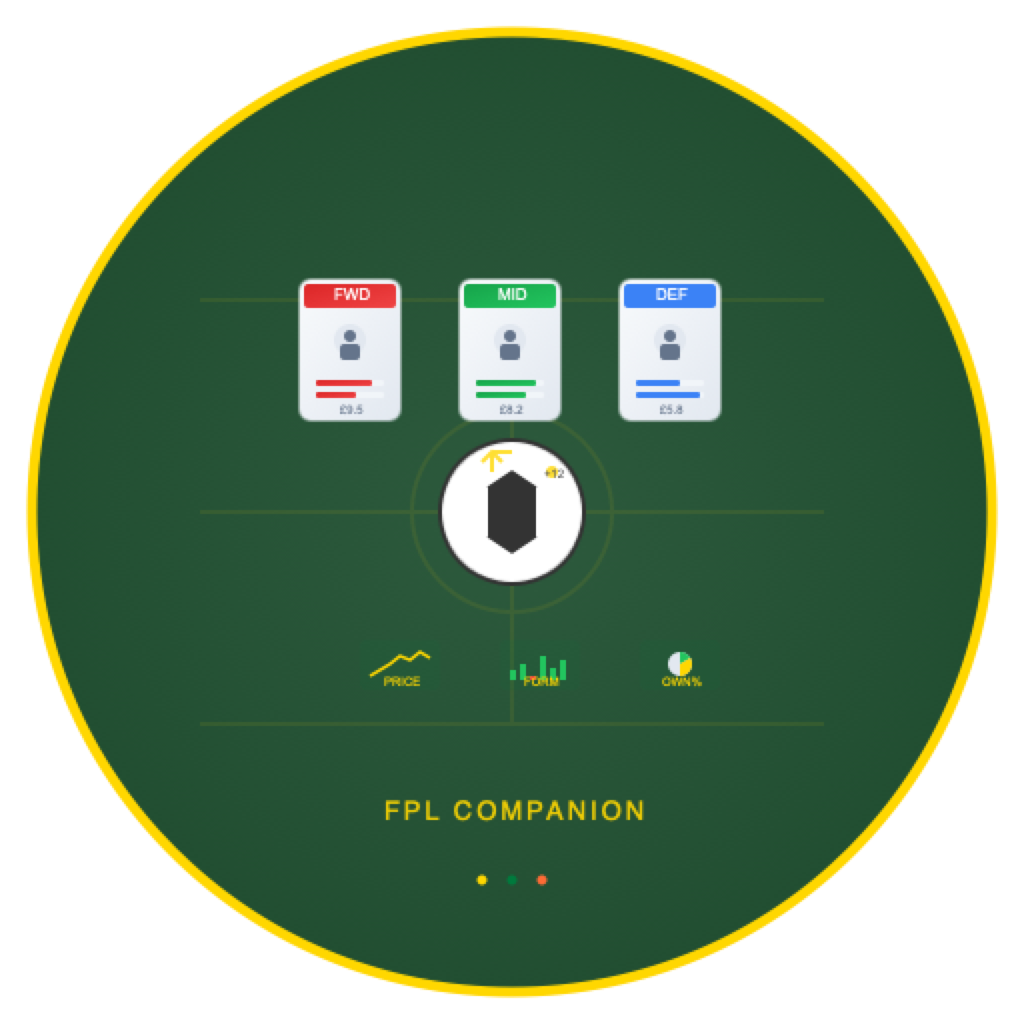 FWD MID DEF
£9.5 £8.2 £5.8
+12
PRICE FORM OWN%
FPL COMPANION